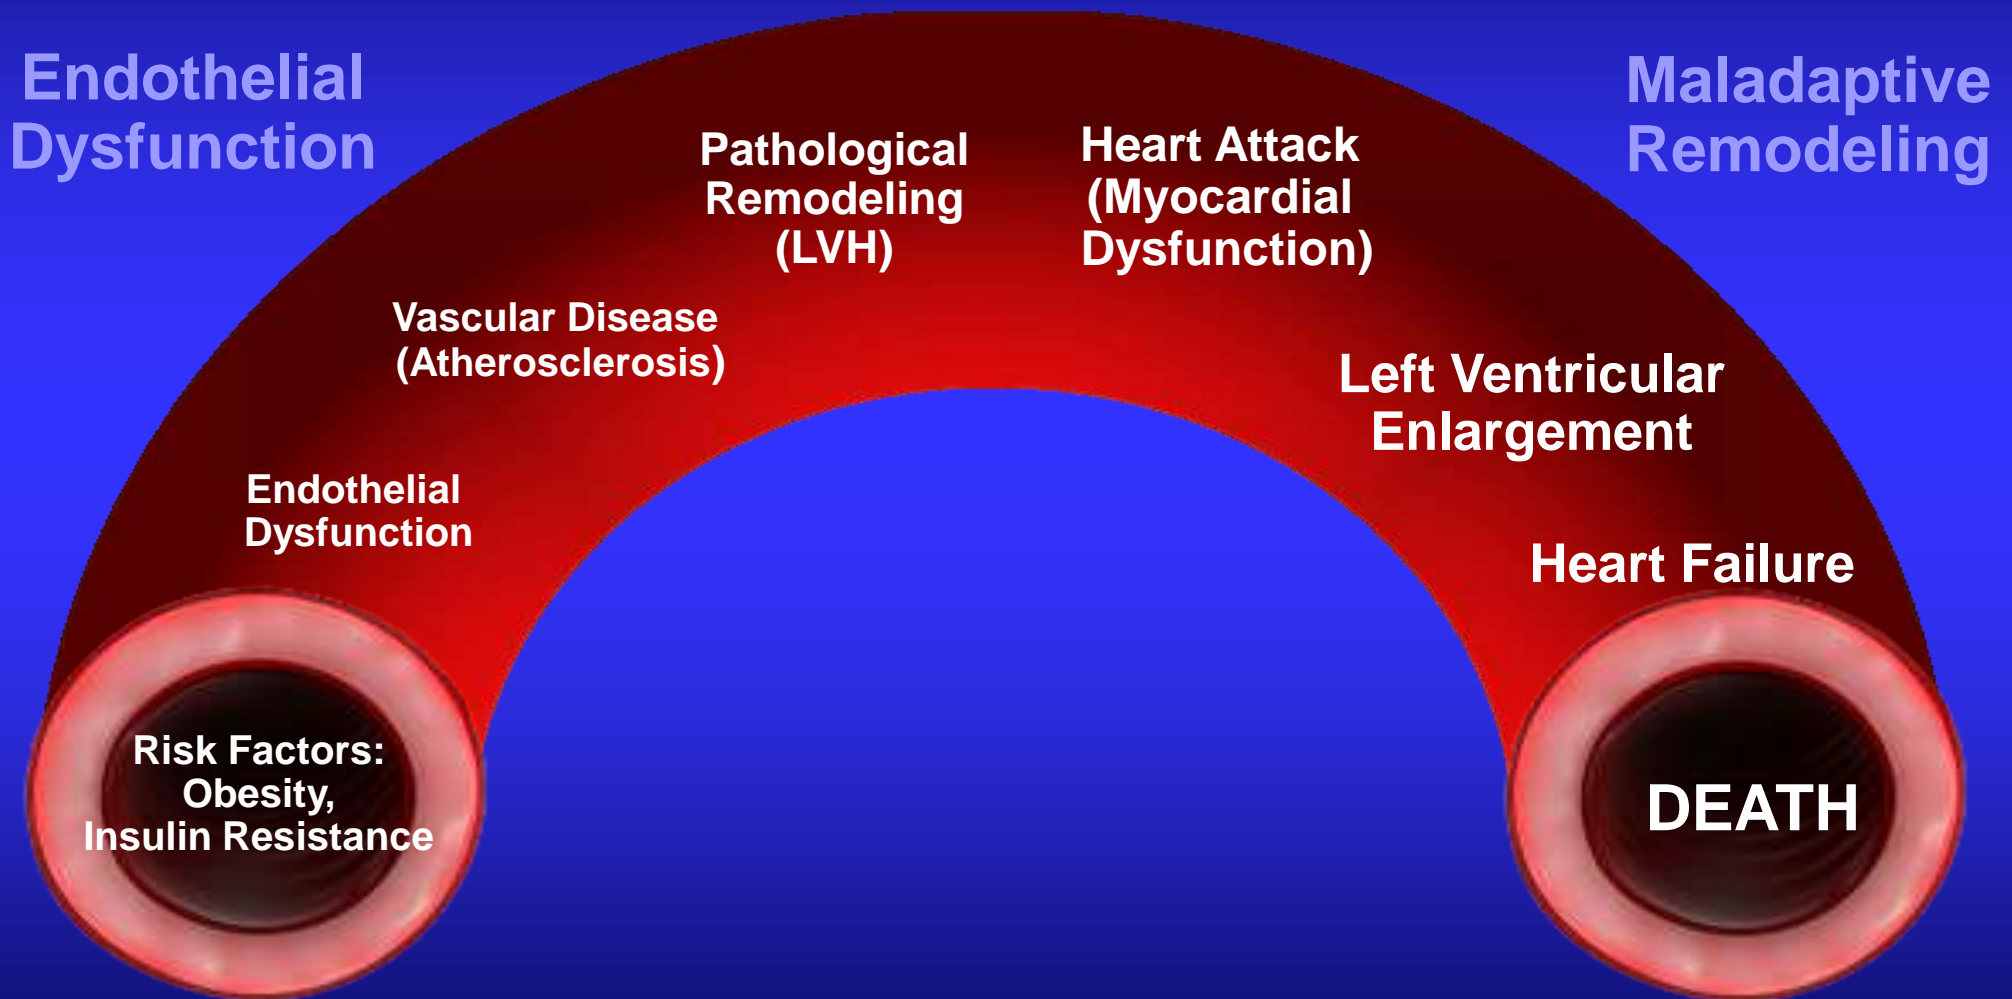 Endothelial
Dysfunction
Maladaptive
Remodeling
Pathological
Remodeling
(LVH)
Heart Attack
(Myocardial
Dysfunction)
Vascular Disease
(Atherosclerosis)
Left Ventricular
Enlargement
Endothelial
Dysfunction
Heart Failure
Risk Factors:
Obesity,
Insulin Resistance
DEATH